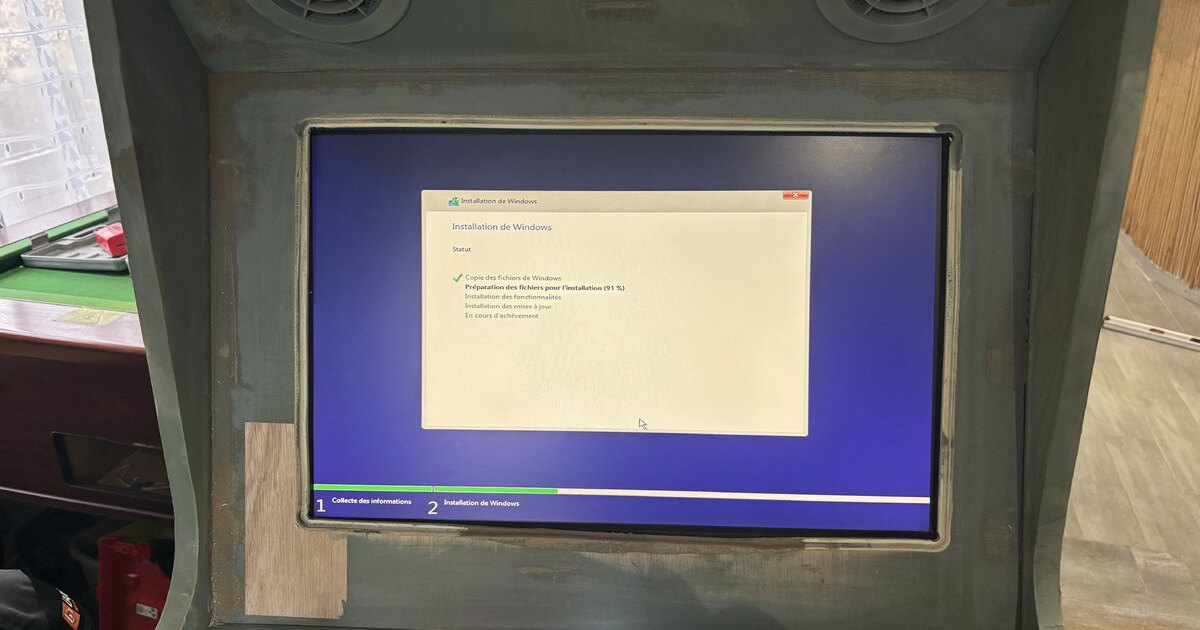 Installation de Windows
Installation de Windows
Statut
Copie des fichiers de Windows
Préparation des fichiers pour l'installation (91 %)
Installation des fonctionnalités
Installation des mises à jour
En cours d'achèvement
1 Collecte des informations
2 Installation de Windows